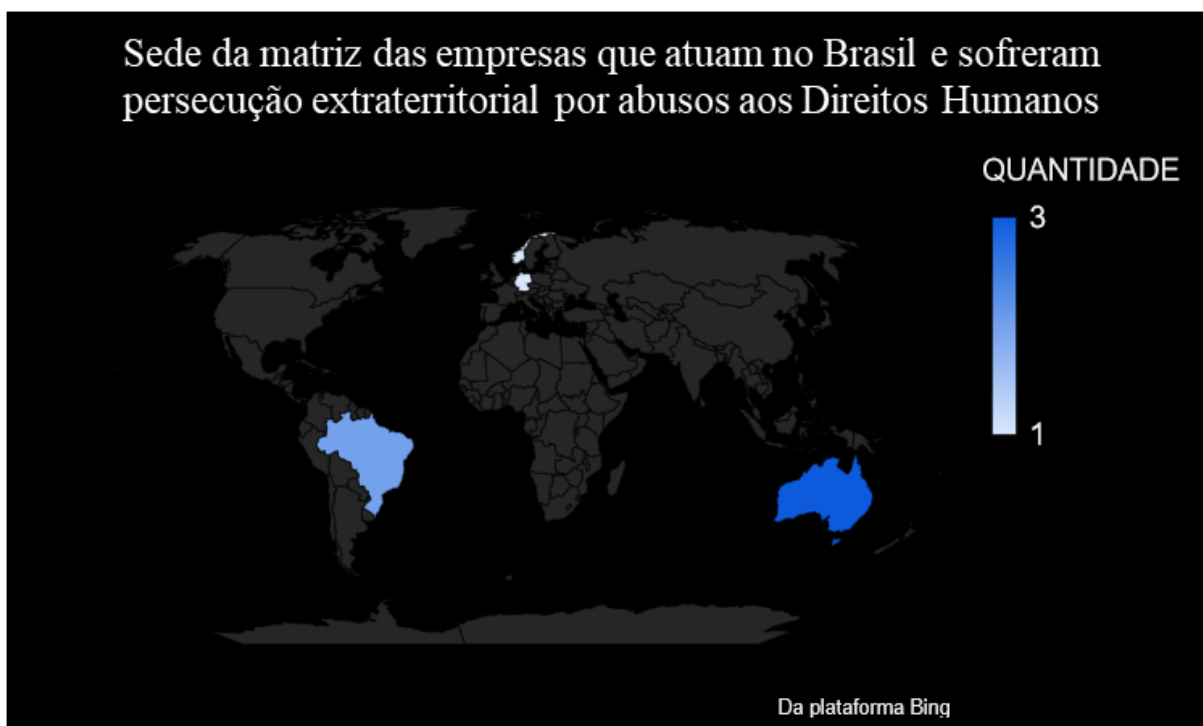 Sede da matriz das empresas que atuam no Brasil e sofreram
persecução extraterritorial por abusos aos Direitos Humanos
QUANTIDADE
3
1
Da plataforma Bing